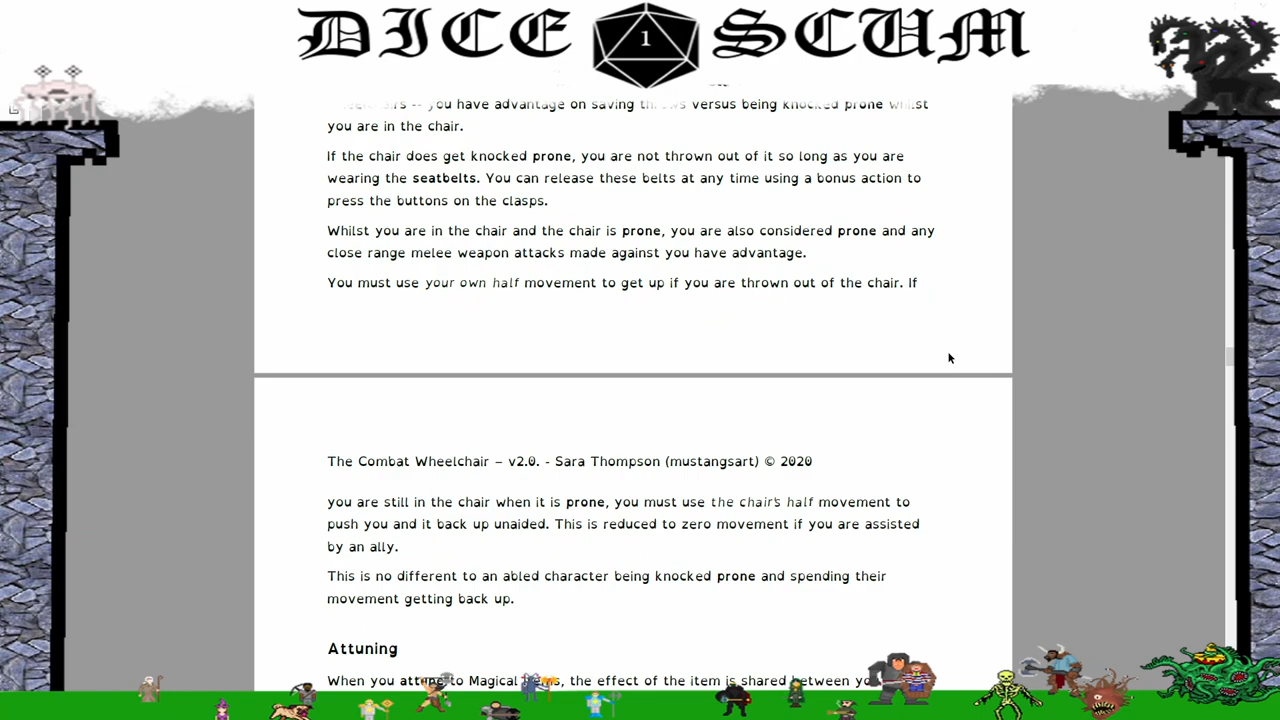 DICE 1 SCUM
you have advantage on saving throws versus being knocked prone whilst
you are in the chair.
If the chair does get knocked prone, you are not thrown out of it so long as you are
wearing the seatbelts. You can release these belts at any time using a bonus action to
press the buttons on the clasps.
Whilst you are in the chair and the chair is prone, you are also considered prone and any
close range melee weapon attacks made against you have advantage.
You must use your own half movement to get up if you are thrown out of the chair. If
The Combat Wheelchair – v2.0. - Sara Thompson (mustangsart) © 2020
you are still in the chair when it is prone, you must use the chair's half movement to
push you and it back up unaided. This is reduced to zero movement if you are assisted
by an ally.
This is no different to an abled character being knocked prone and spending their
movement getting back up.
Attuning
When you attune to Magical Items, the effect of the item is shared between